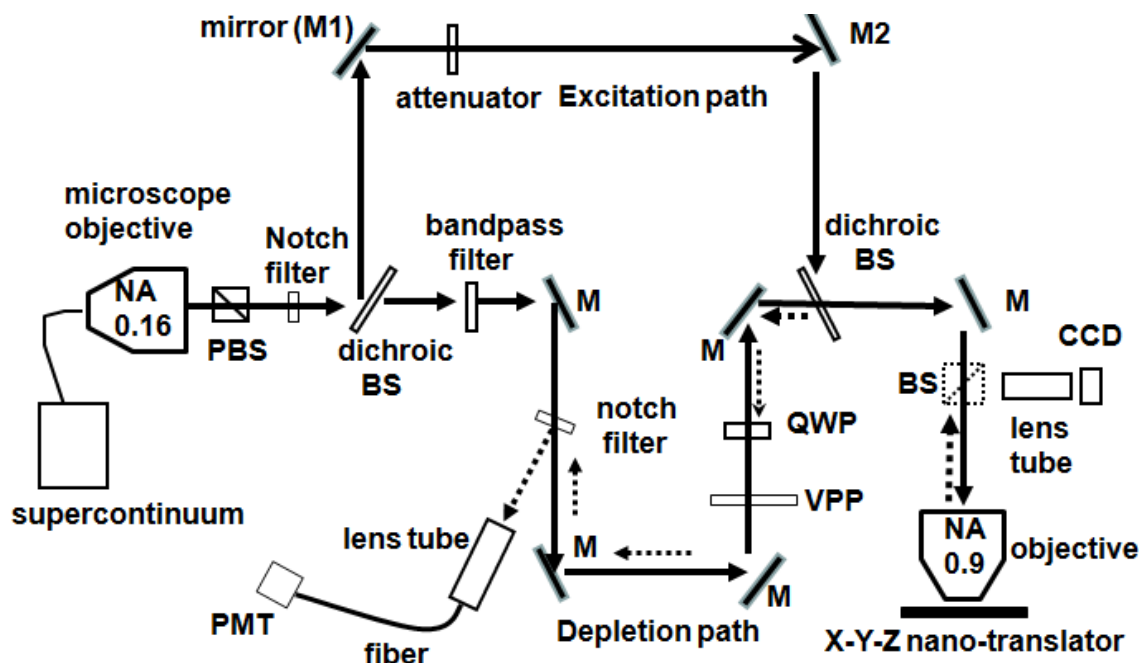 mirror (M1)
M2
attenuator
Excitation path
microscope
objective
Notch
filter
bandpass
filter
dichroic
BS
NA
0.16
PBS
dichroic
BS
M
M
M
CCD
BS
notch
filter
QWP
lens
tube
VPP
supercontinuum
lens tube
M
NA
0.9
objective
M
PMT
fiber
Depletion path
X-Y-Z nano-translator